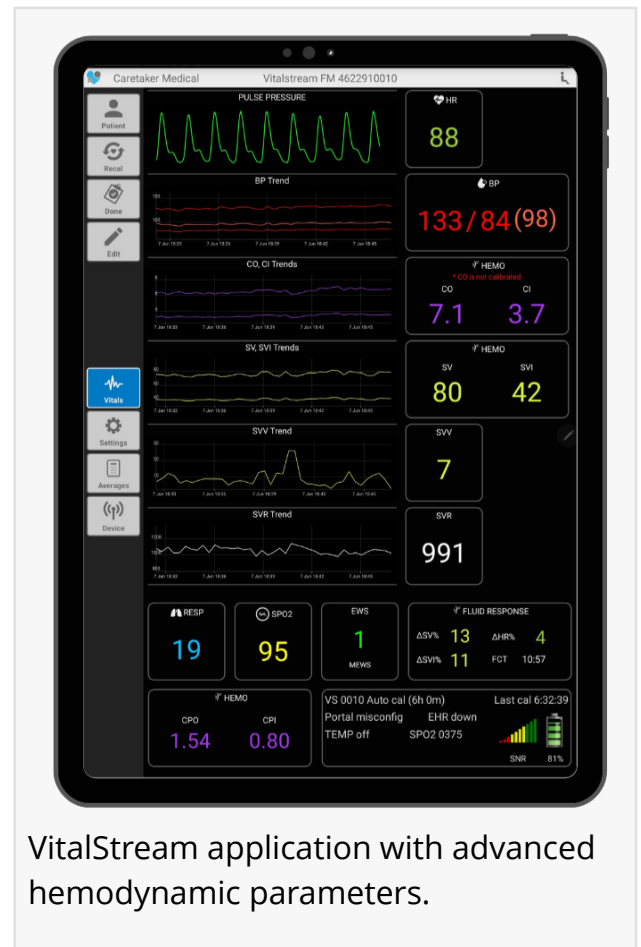 Caretaker Medical Vitalstream FM 4622910010
Patient
Recal
Done
Edit
Vitals
Settings
Averages
Device
PULSE PRESSURE
HR
88
BP Trend
BP
133/84(98)
CO, CI Trends
HEMO
* CO is not calibrated
CO CI
7.1 3.7
SV, SVI Trends
HEMO
SV SVI
80 42
SVV Trend
SVV
7
SVR Trend
SVR
991
RESP
19
SPO2
95
EWS
1
MEWS
FLUID RESPONSE
ΔSV% 13 ΔHR% 4
ΔSVI% 11 FCT 10:57
HEMO
CPO CPI
1.54 0.80
VS 0010 Auto cal (6h 0m) Last cal 6:32:39
Portal misconfig EHR down
TEMP off SPO2 0375
SNR 81%
VitalStream application with advanced
hemodynamic parameters.